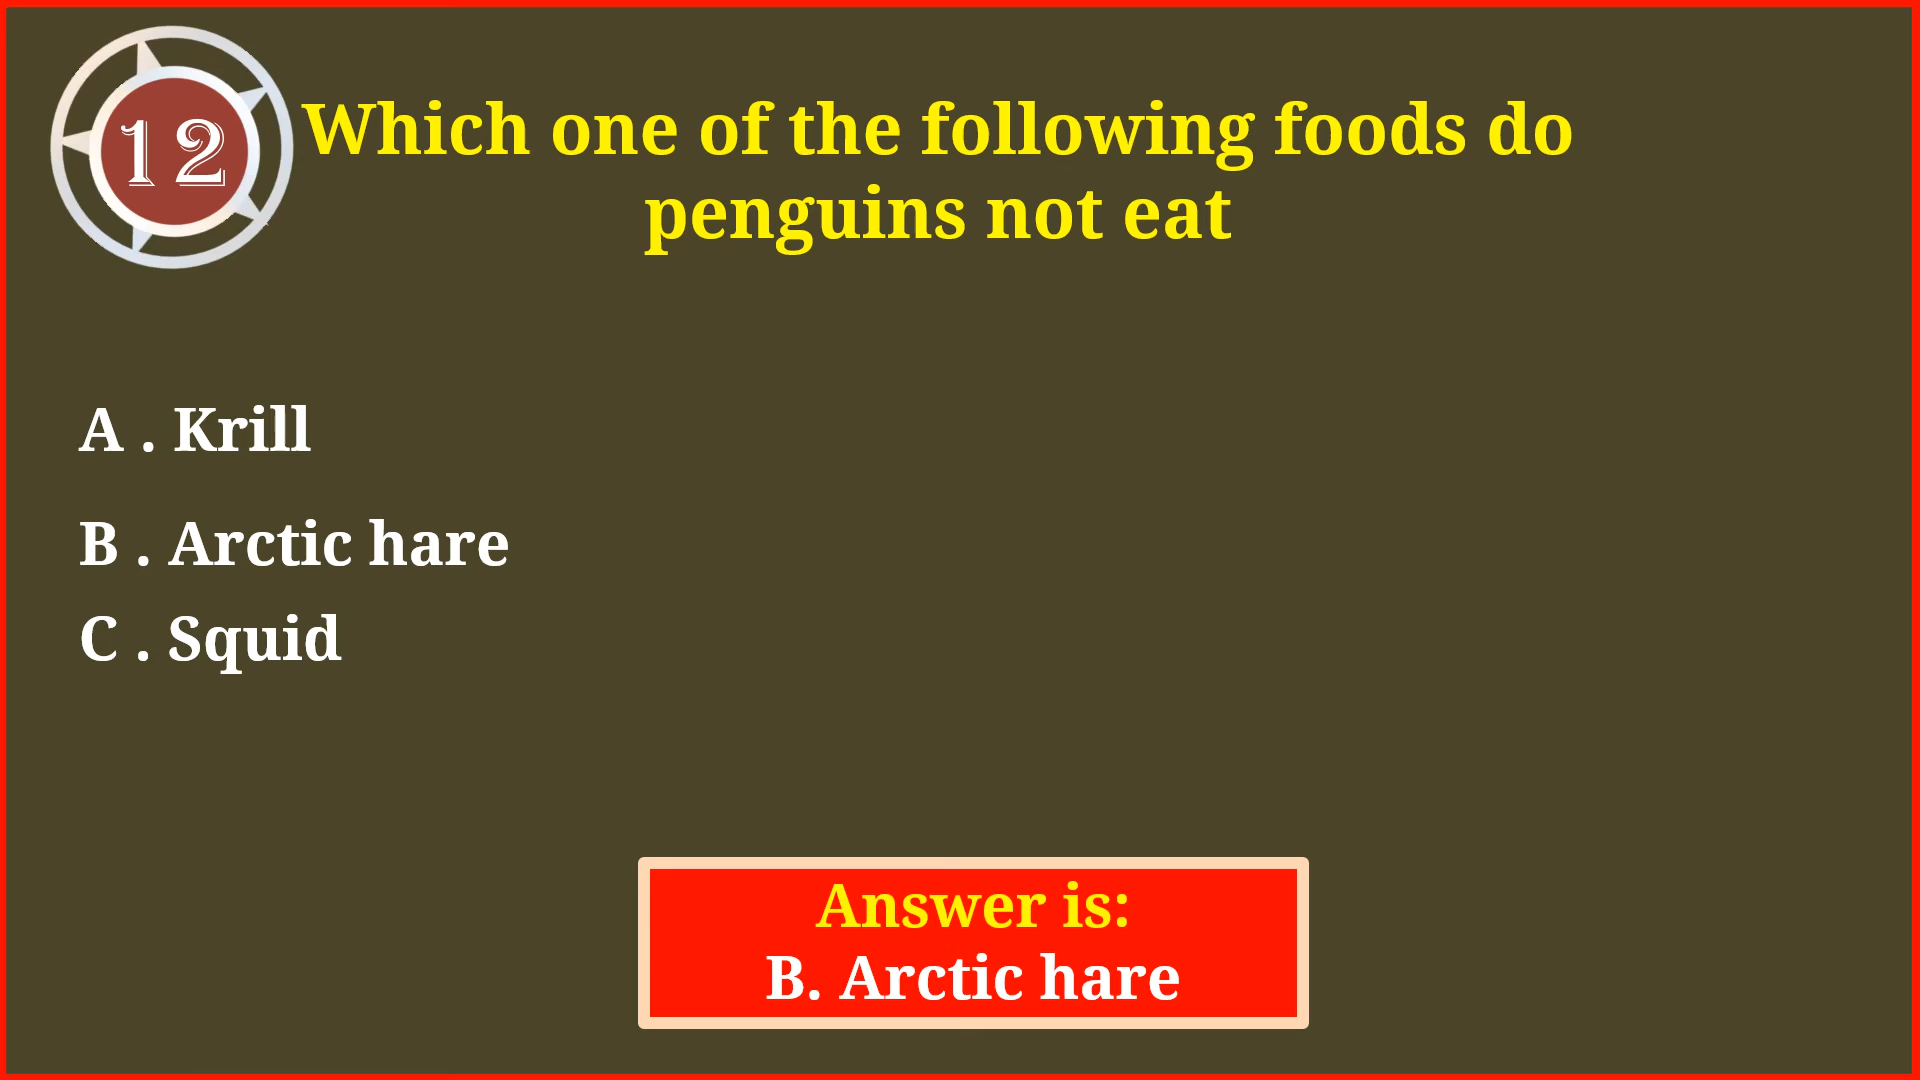 12
Which one of the following foods do
penguins not eat
A . Krill
B . Arctic hare
C . Squid
Answer is:
B. Arctic hare